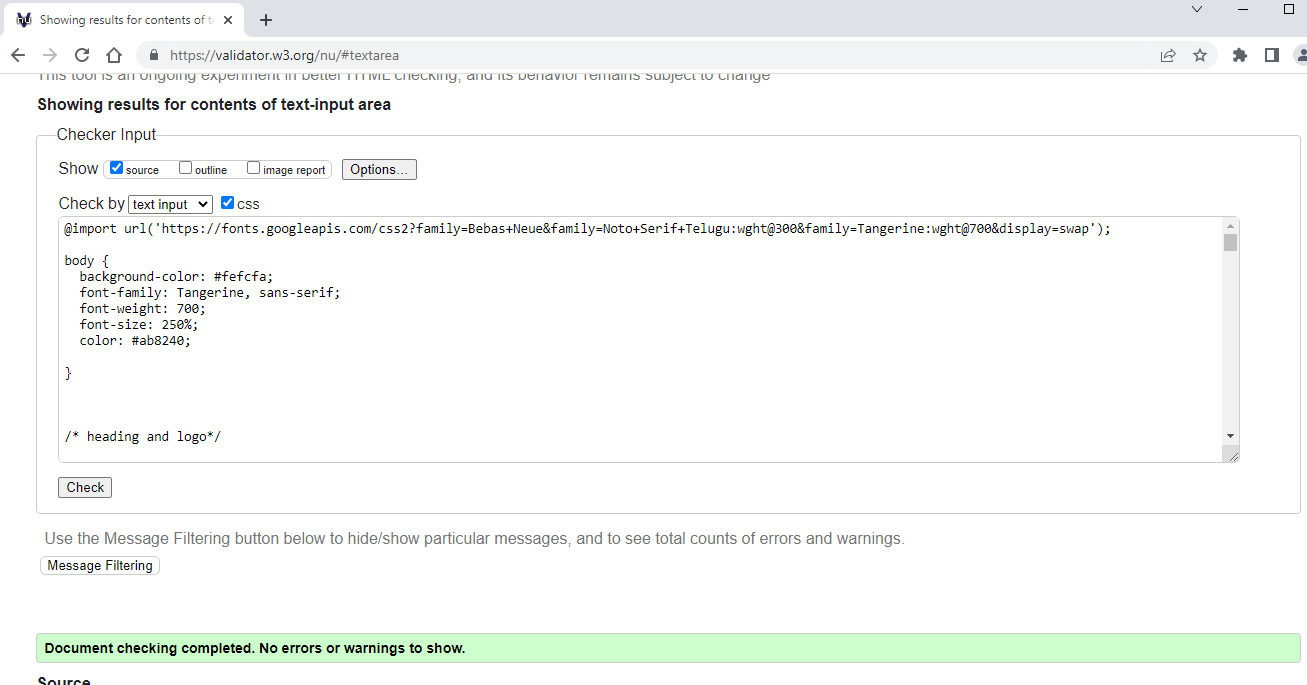 Showing results for contents of t
https://validator.w3.org/nu/#textarea
This tool is an ongoing experiment in better HTML checking, and its behavior remains subject to change
Showing results for contents of text-input area
Checker Input
Show source outline image report Options...
Check by text input css
@import url('https://fonts.googleapis.com/css2?family=Bebas+Neue&family=Noto+Serif+Telugu:wght@300&family=Tangerine:wght@700&display=swap');
body {
background-color: #fefcfa;
font-family: Tangerine, sans-serif;
font-weight: 700;
font-size: 250%;
color: #ab8240;
}
/* heading and logo*/
Check
Use the Message Filtering button below to hide/show particular messages, and to see total counts of errors and warnings.
Message Filtering
Document checking completed. No errors or warnings to show.
Source